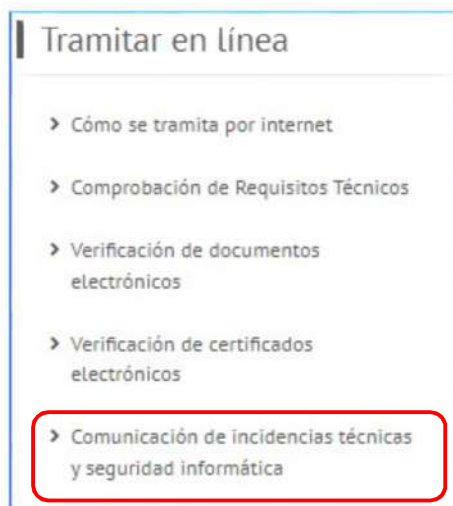 Tramitar en línea
Cómo se tramita por internet
Comprobación de Requisitos Técnicos
Verificación de documentos
electrónicos
Verificación de certificados
electrónicos
Comunicación de incidencias técnicas
y seguridad informática